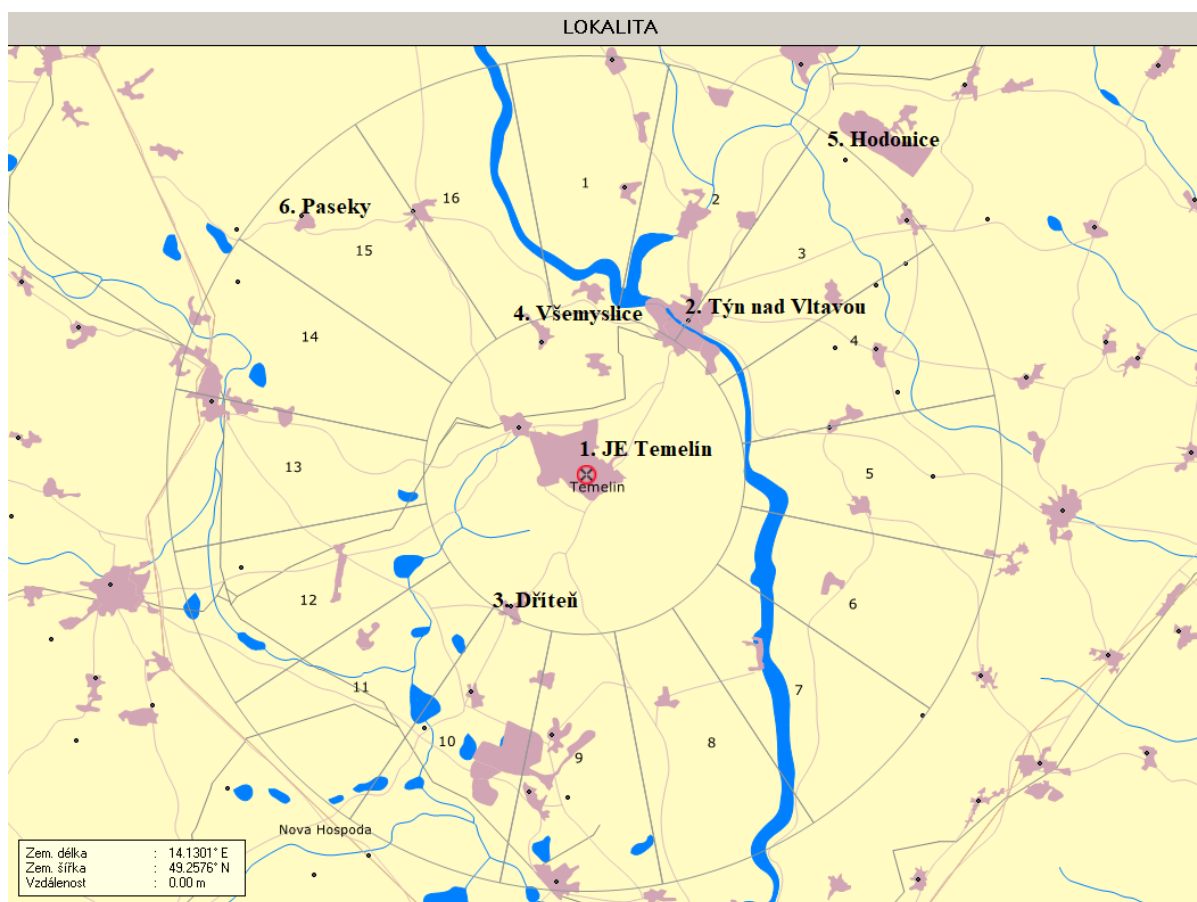 LOKALITA
5. Hodonice
1
16
2
6. Paseky
15
3
4. Všemyslice
2. Týn nad Vltavou
14
4
1. JE Temelín
13
5
Temelin
3. Dříteň
12
6
11
7
10
8
9
Nova Hospoda
Zem. délka : 14.1301° E
Zem. šířka : 49.2576° N
Vzdálenost : 0.00 m